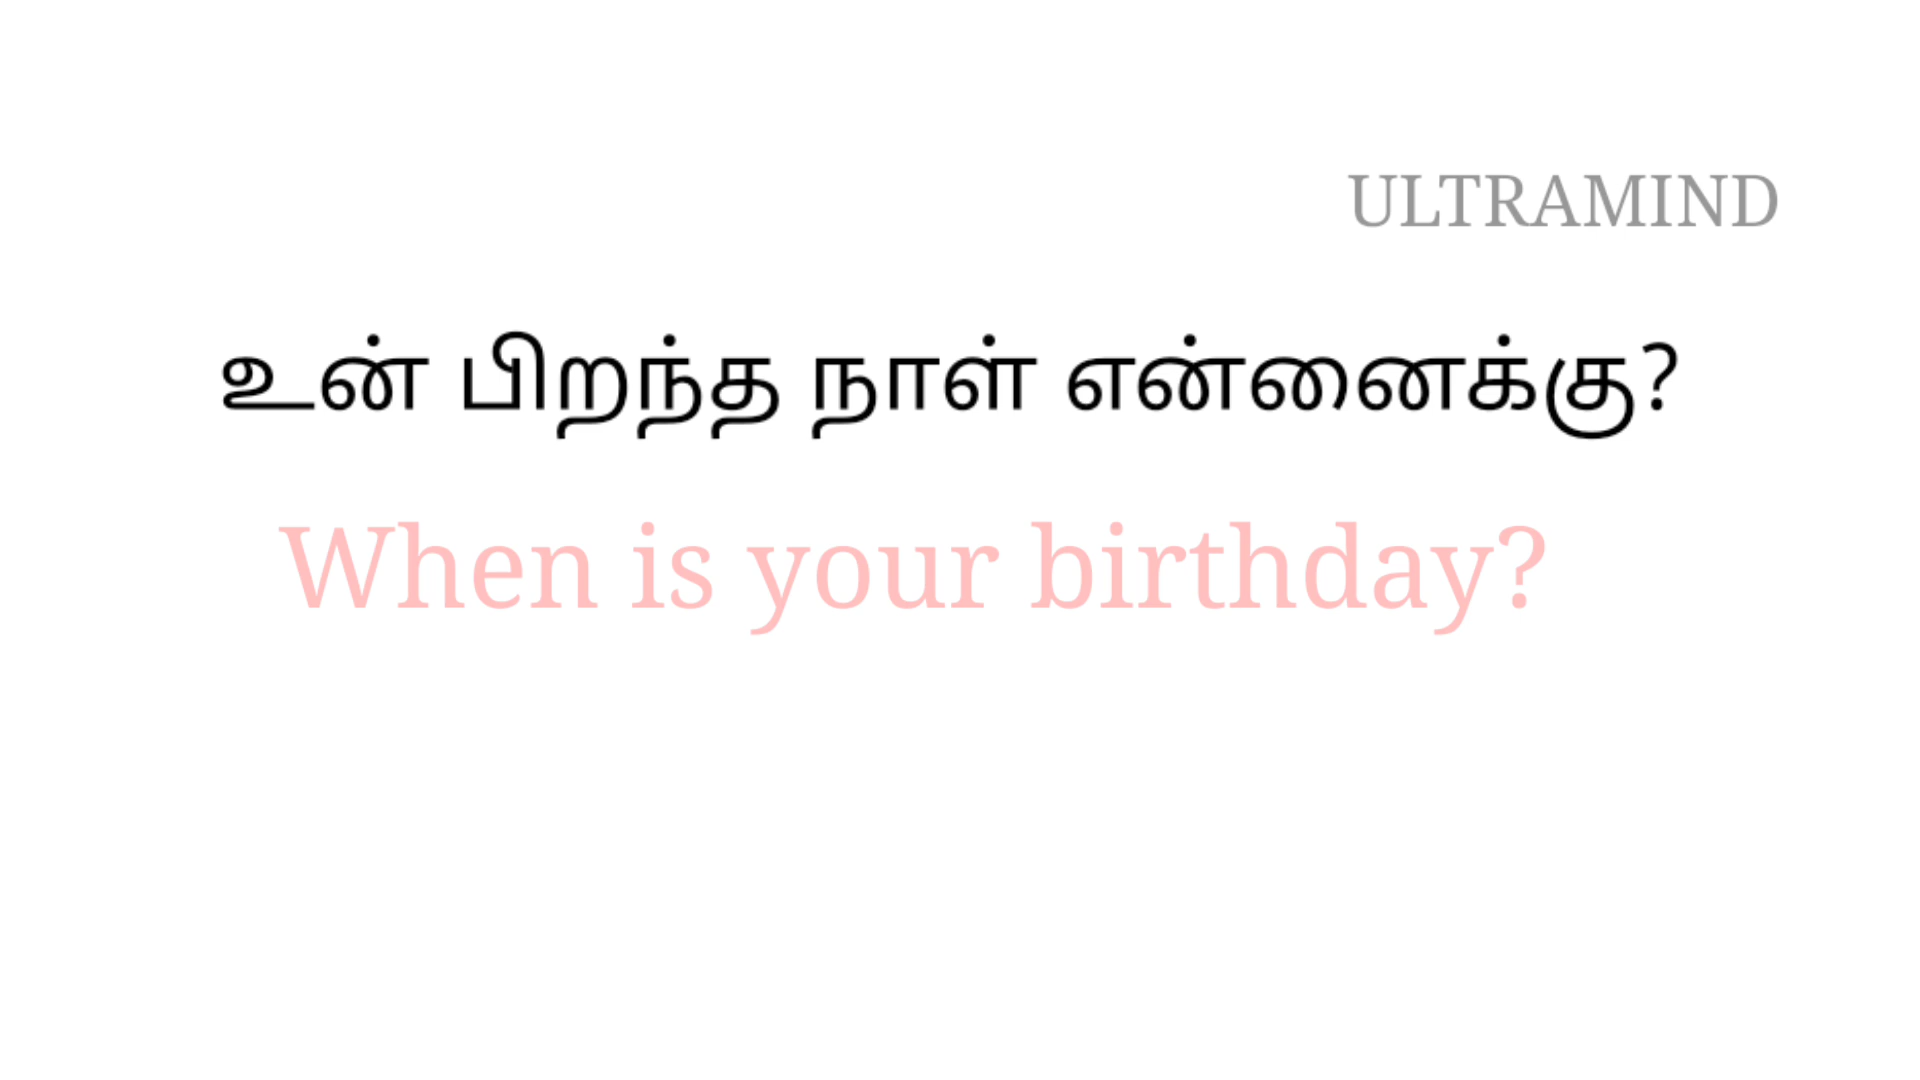 ULTRAMIND
உன் பிறந்த நாள் என்னைக்கு?
When is your birthday?